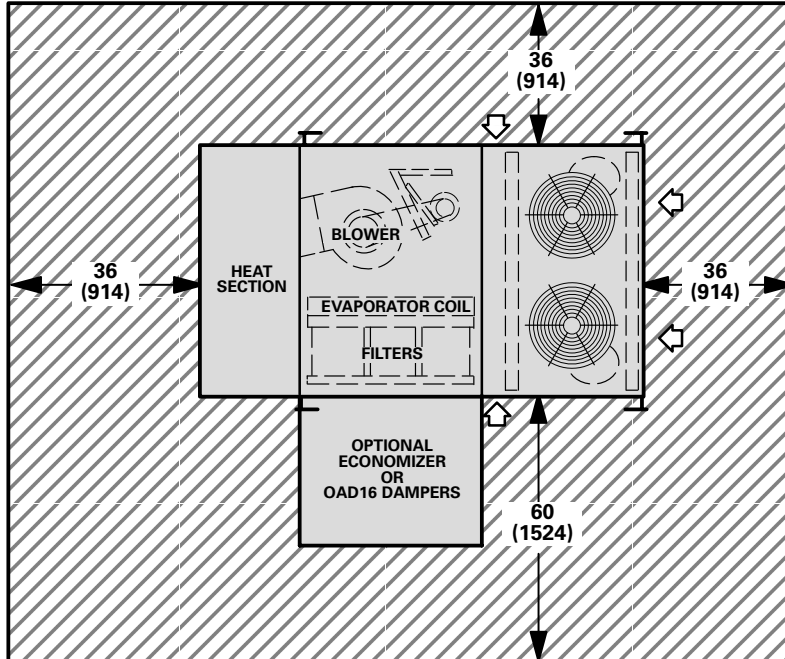 36
(914)
BLOWER
HEAT
SECTION
36
(914)
36
(914)
EVAPORATOR COIL
FILTERS
OPTIONAL
ECONOMIZER
OR
OAD16 DAMPERS
60
(1524)